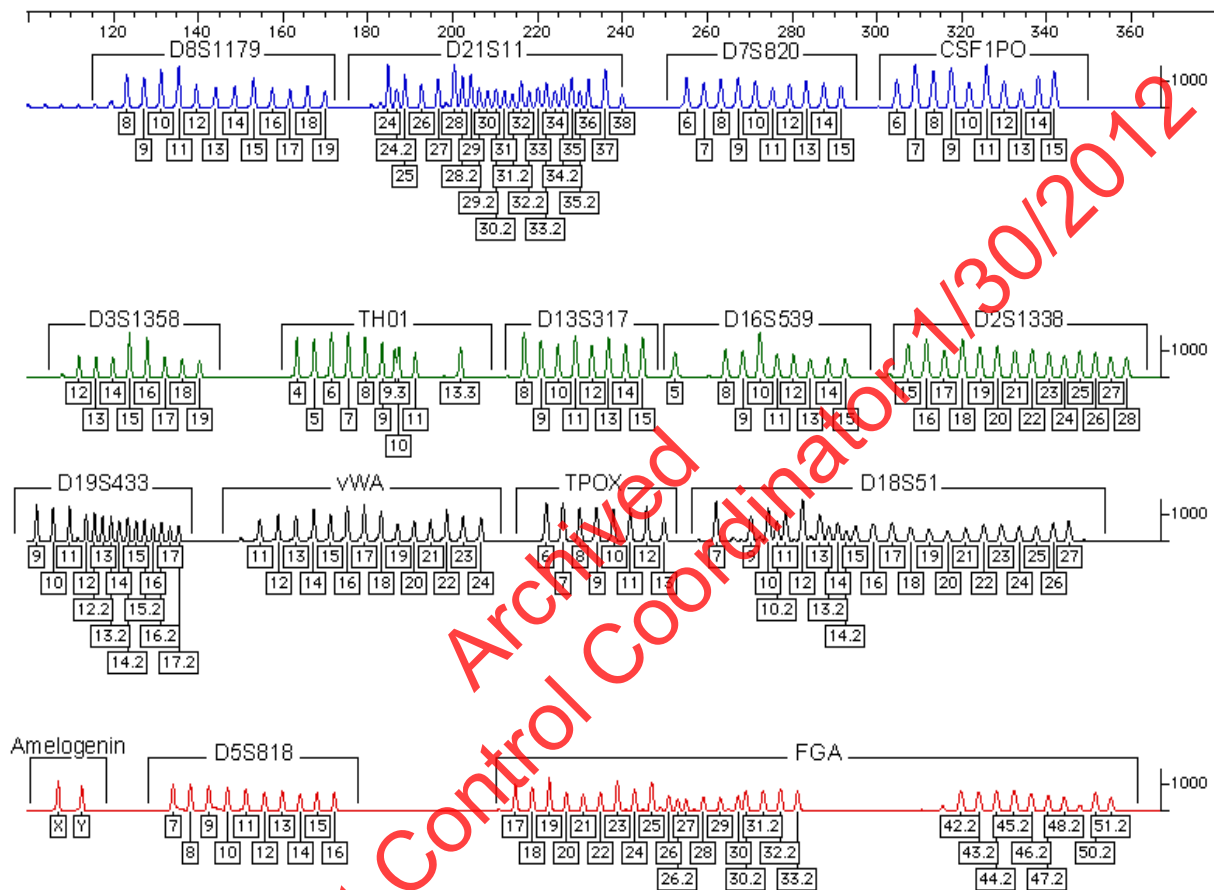 120 140 160 180 200 220 240 260 280 300 320 340 360
D8S1179 D21S11 D7S820 CSF1PO
1000
8 10 12 14 16 18 24 26 28 30 32 34 36 38 6 8 10 12 14 6 8 10 12 14
9 11 13 15 17 19 24.2 27 29 31 33 35 37 7 9 11 13 15 7 9 11 13 15
25 28.2 31.2 34.2
29.2 32.2 35.2
30.2 33.2
D3S1358 TH01 D13S317 D16S539 D2S1338
1000
12 14 16 18 4 6 8 9.3 13.3 8 10 12 14 5 8 10 12 14 15 17 19 21 23 25 27
13 15 17 19 5 7 9 11 9 11 13 15 9 11 13 15 16 18 20 22 24 26 28
10
D19S433 vWA TPOX D18S51
1000
9 11 13 15 17 11 13 15 17 19 21 23 6 8 10 12 7 9 11 13 15 17 19 21 23 25 27
10 12 14 16 12 14 16 18 20 22 24 7 9 11 13 10 12 14 16 18 20 22 24 26
12.2 15.2 10.2 13.2
13.2 16.2 14.2
14.2 17.2
Amelogenin D5S818 FGA
1000
X Y 7 9 11 13 15 17 19 21 23 25 27 29 31.2 42.2 45.2 48.2 51.2
8 10 12 14 16 18 20 22 24 26 28 30 32.2 43.2 46.2 50.2
26.2 30.2 33.2 44.2 47.2
Archived
Control Coordinator 1/30/2012